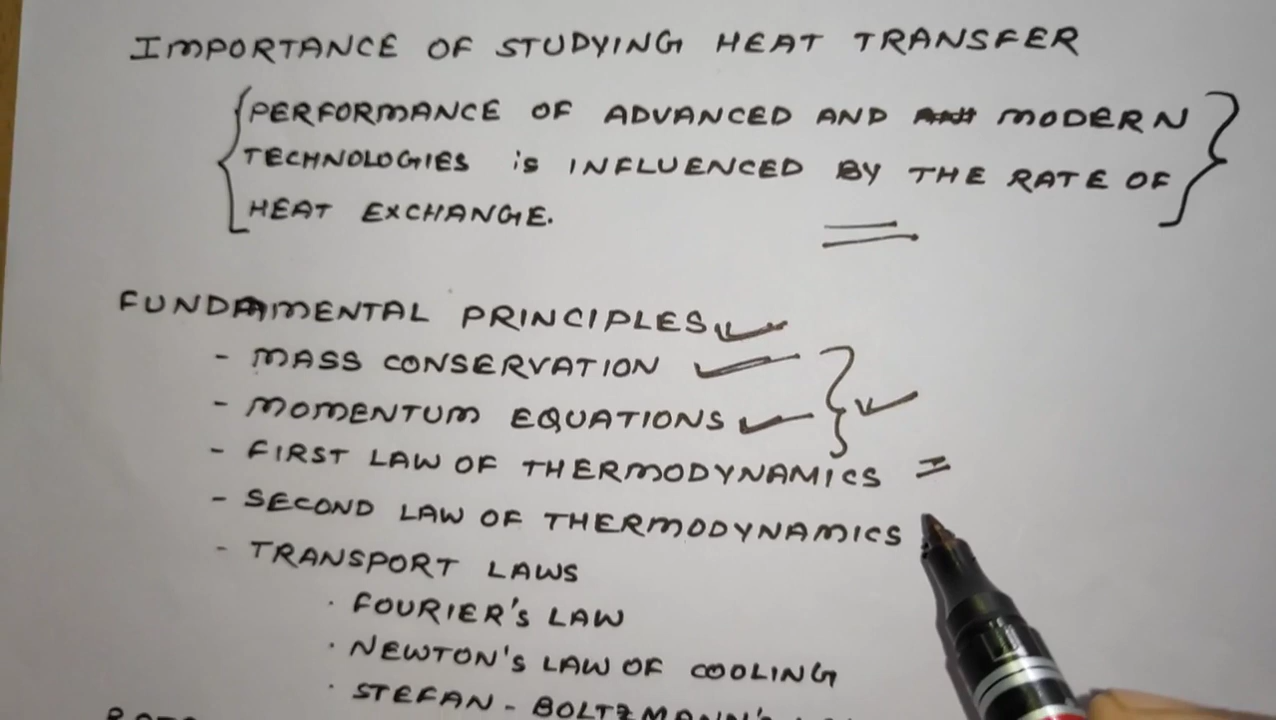 IMPORTANCE OF STUDYING HEAT TRANSFER
PERFORMANCE OF ADVANCED AND MODERN
TECHNOLOGIES is INFLUENCED BY THE RATE OF
HEAT EXCHANGE.
FUNDAMENTAL PRINCIPLES
- MASS CONSERVATION
- MOMENTUM EQUATIONS
- FIRST LAW OF THERMODYNAMICS
- SECOND LAW OF THERMODYNAMICS
- TRANSPORT LAWS
· FOURIER'S LAW
· NEWTON'S LAW OF COOLING
· STEFAN - BOLTZMANN'S